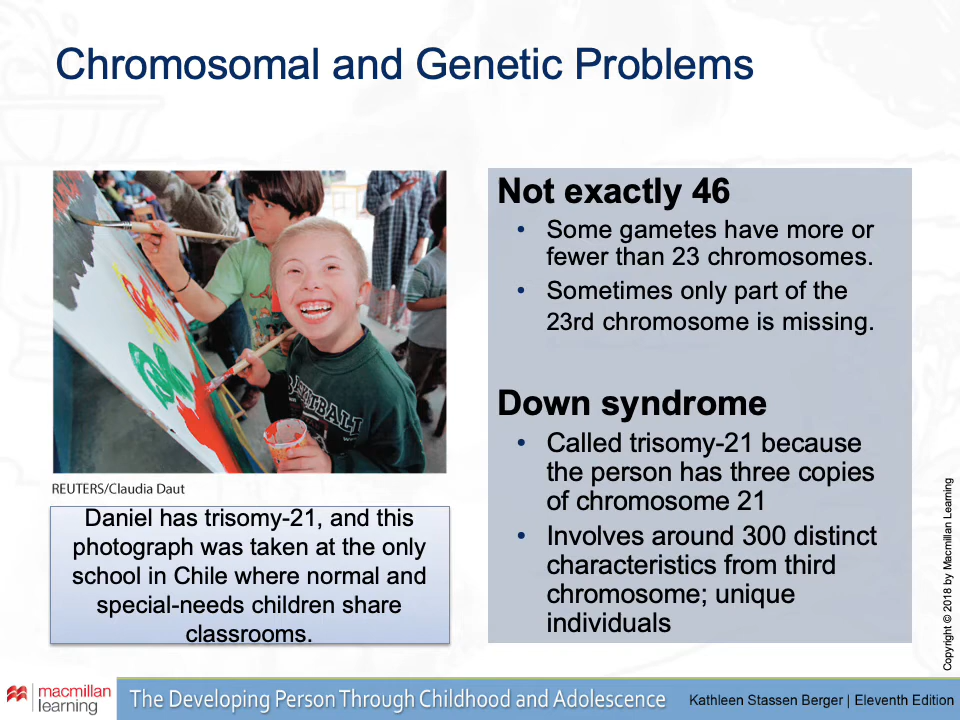 Chromosomal and Genetic Problems
REUTERS/Claudia Daut
Daniel has trisomy-21, and this
photograph was taken at the only
school in Chile where normal and
special-needs children share
classrooms.
Not exactly 46
• Some gametes have more or
fewer than 23 chromosomes.
• Sometimes only part of the
23rd chromosome is missing.
Down syndrome
• Called trisomy-21 because
the person has three copies
of chromosome 21
• Involves around 300 distinct
characteristics from third
chromosome; unique
individuals
Copyright © 2018 by Macmillan Learning
macmillan
learning
The Developing Person Through Childhood and Adolescence
Kathleen Stassen Berger | Eleventh Edition